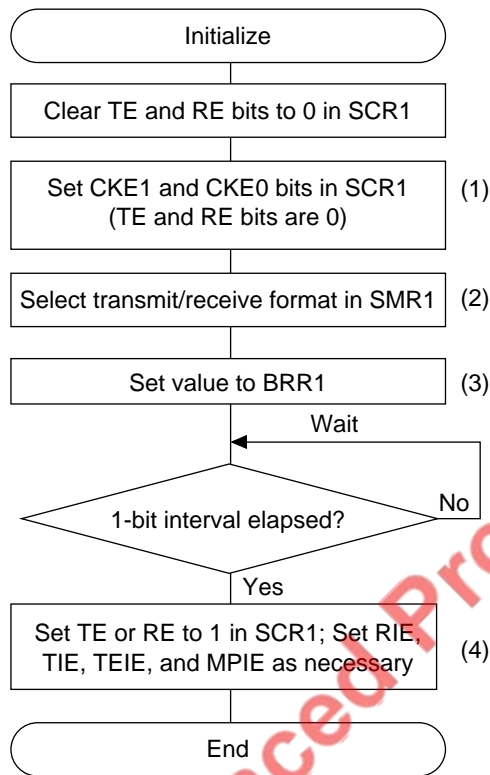 Initialize
Clear TE and RE bits to 0 in SCR1
Set CKE1 and CKE0 bits in SCR1
(TE and RE bits are 0)
(1)
Select transmit/receive format in SMR1
(2)
Set value to BRR1
(3)
Wait
1-bit interval elapsed?
No
Yes
Set TE or RE to 1 in SCR1; Set RIE,
TIE, TEIE, and MPIE as necessary
(4)
End